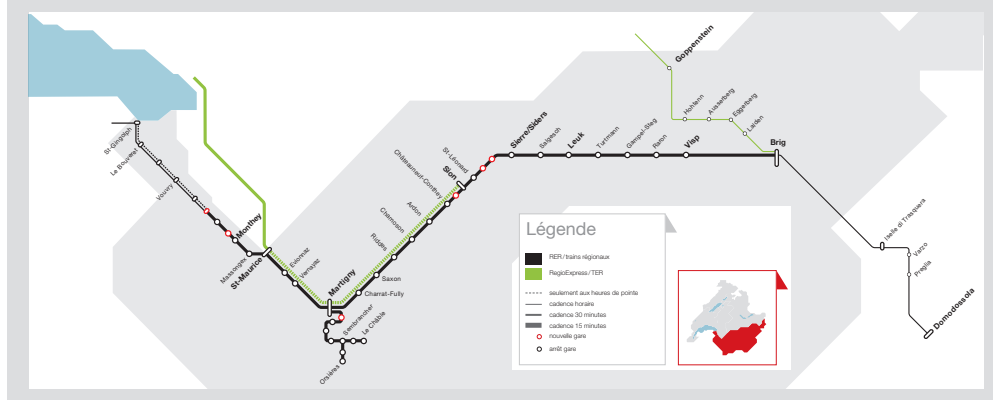 St-Gingolph
Le Bouveret
Vouvry
Monthey
Massongex
St-Maurice
Evionnaz
Vernayaz
Martigny
Sembrancher
Le Châble
Orsières
Charrat-Fully
Saxon
Riddes
Chamoson
Ardon
Châteauneuf-Conthey
Sion
St-Léonard
Sierre/Siders
Salgesch
Leuk
Turtmann
Gampel-Steg
Raron
Visp
Brig
Goppenstein
Hohtenn
Ausserberg
Eggerberg
Lalden
Iselle di Trasquera
Varzo
Preglia
Domodossola
Légende
RER/trains régionaux
RegioExpress/TER
seulement aux heures de pointe
cadence horaire
cadence 30 minutes
cadence 15 minutes
nouvelle gare
arrêt gare